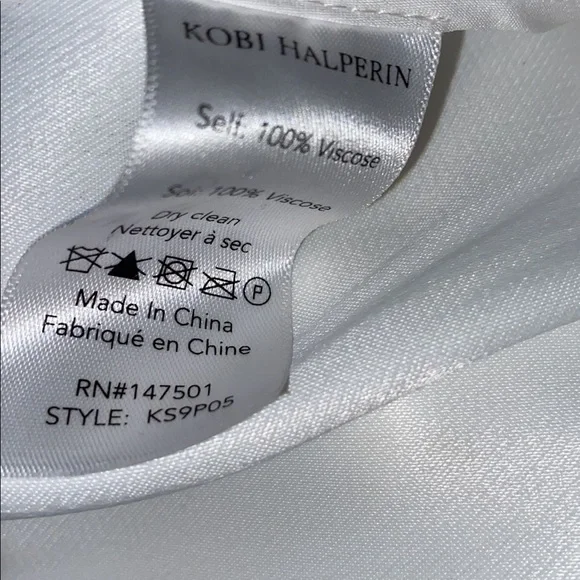 KOBI HALPERIN
Self: 100% Viscose
Soi: 100% Viscose
Dry clean
Nettoyer à sec
P
Made In China
Fabriqué en Chine
RN#147501
STYLE: KS9P05